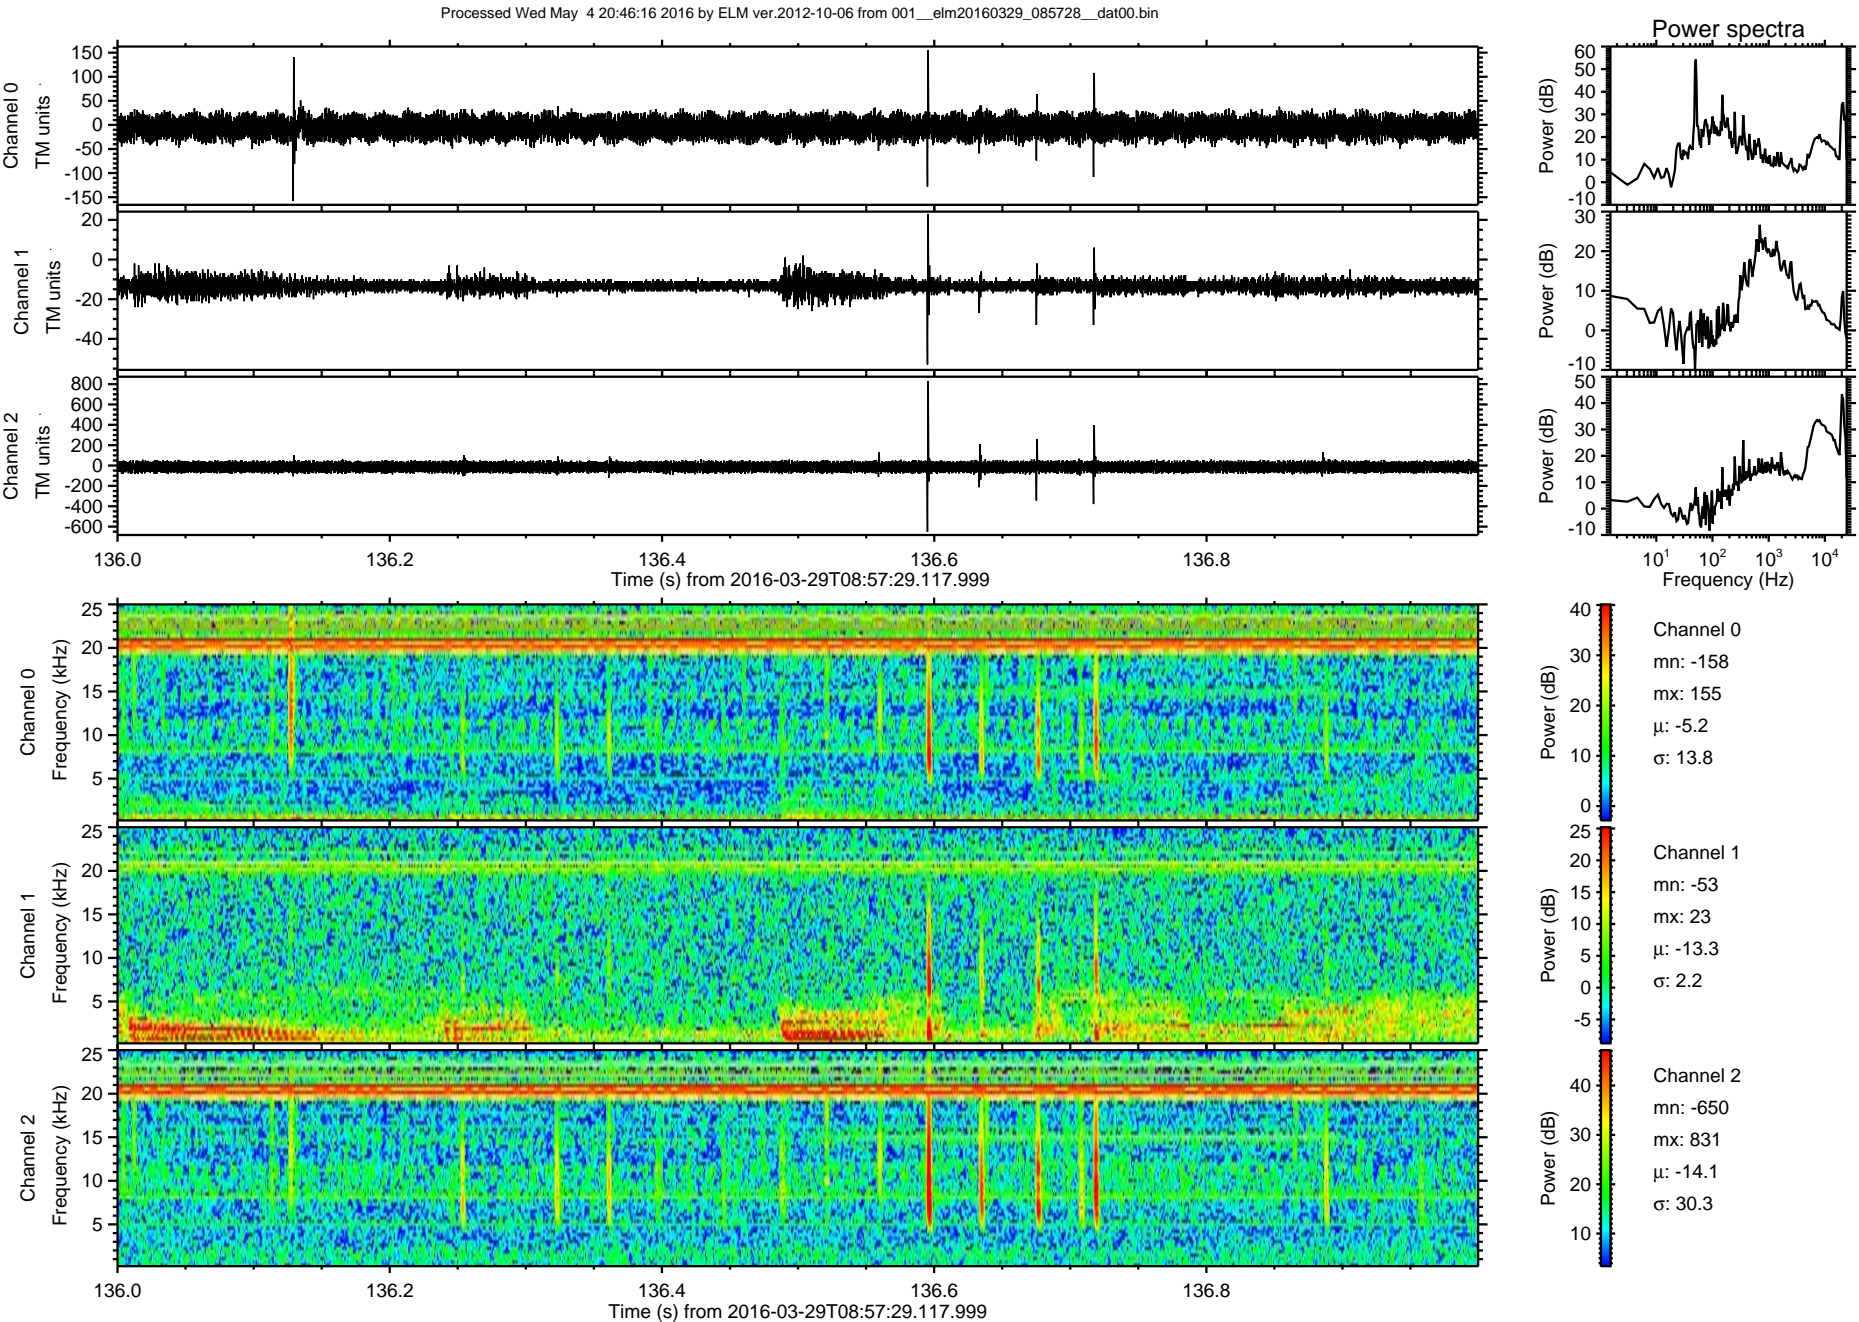 Processed Wed May 4 20:46:16 2016 by ELM ver.2012-10-06 from 001__elm20160329_085728__dat00.bin
Power spectra
Channel 0
TM units
150
100
50
0
-50
-100
-150
Power (dB)
60
50
40
30
20
10
0
-10
Channel 1
TM units
20
0
-20
-40
Power (dB)
30
20
10
0
-10
Channel 2
TM units
800
600
400
200
0
-200
-400
-600
Power (dB)
50
40
30
20
10
0
-10
136.0 136.2 136.4 136.6 136.8
Time (s) from 2016-03-29T08:57:29.117.999
10^1 10^2 10^3 10^4
Frequency (Hz)
Channel 0
Frequency (kHz)
25
20
15
10
5
Power (dB)
40
30
20
10
0
Channel 0
mn: -158
mx: 155
µ: -5.2
σ: 13.8
Channel 1
Frequency (kHz)
25
20
15
10
5
Power (dB)
25
20
15
10
5
0
-5
Channel 1
mn: -53
mx: 23
µ: -13.3
σ: 2.2
Channel 2
Frequency (kHz)
25
20
15
10
5
Power (dB)
40
30
20
10
Channel 2
mn: -650
mx: 831
µ: -14.1
σ: 30.3
136.0 136.2 136.4 136.6 136.8
Time (s) from 2016-03-29T08:57:29.117.999